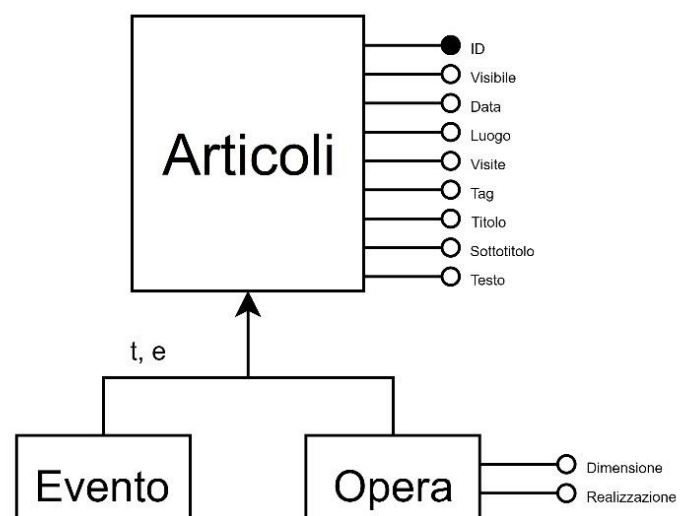 Articoli
ID
Visibile
Data
Luogo
Visite
Tag
Titolo
Sottotitolo
Testo
t, e
Evento
Opera
Dimensione
Realizzazione